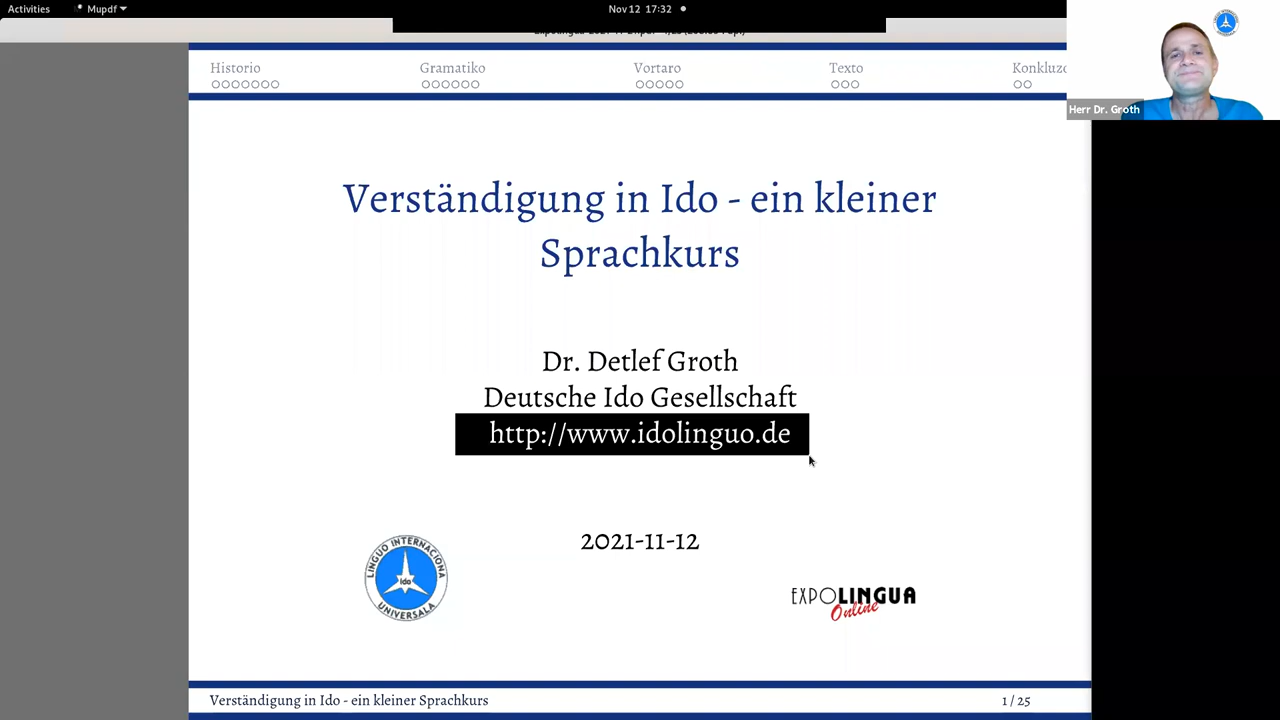 Activities Mupdf Nov 12 17:32
Historio Gramatiko Vortaro Texto Konkluzo
Herr Dr. Groth
Verständigung in Ido - ein kleiner
Sprachkurs
Dr. Detlef Groth
Deutsche Ido Gesellschaft
http://www.idolinguo.de
2021-11-12
LINGUO INTERNACIONA
Ido
UNIVERSALA
EXPOLINGUA
Online
Verständigung in Ido - ein kleiner Sprachkurs 1 / 25